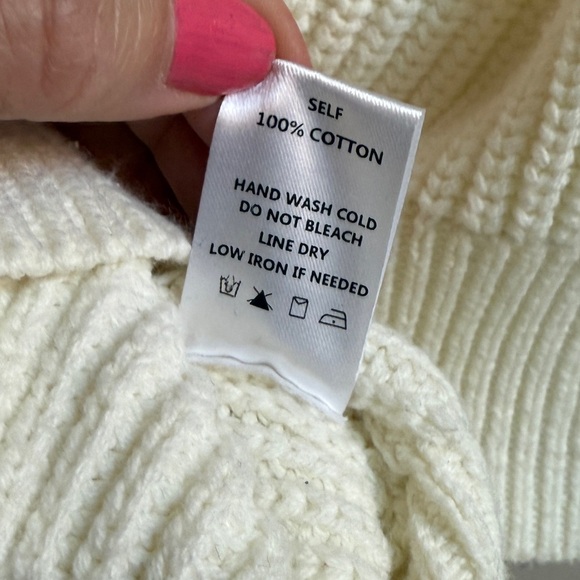 SELF
100% COTTON
HAND WASH COLD
DO NOT BLEACH
LINE DRY
LOW IRON IF NEEDED